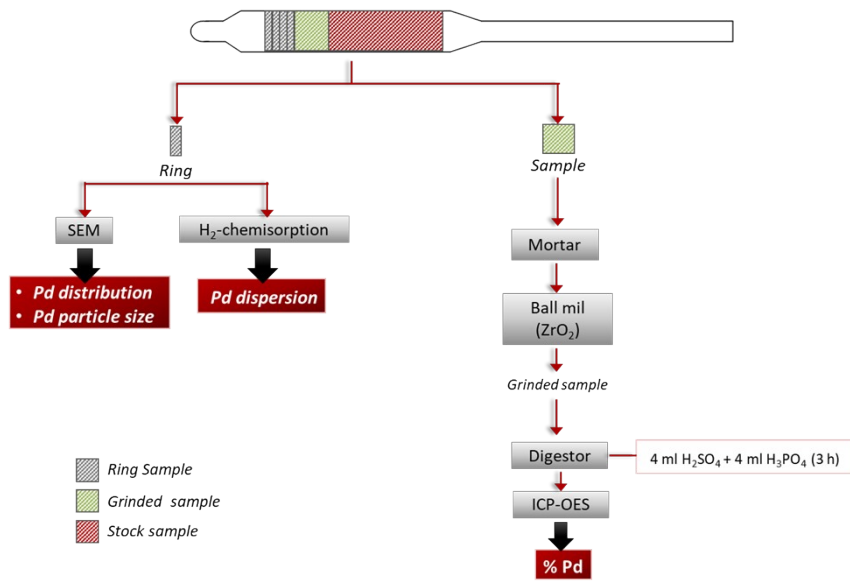 Ring
Sample
SEM
H₂-chemisorption
Mortar
• Pd distribution
• Pd particle size
Pd dispersion
Ball mil
(ZrO₂)
Grinded sample
Digestor
4 ml H₂SO₄ + 4 ml H₃PO₄ (3 h)
ICP-OES
% Pd
Ring Sample
Grinded sample
Stock sample